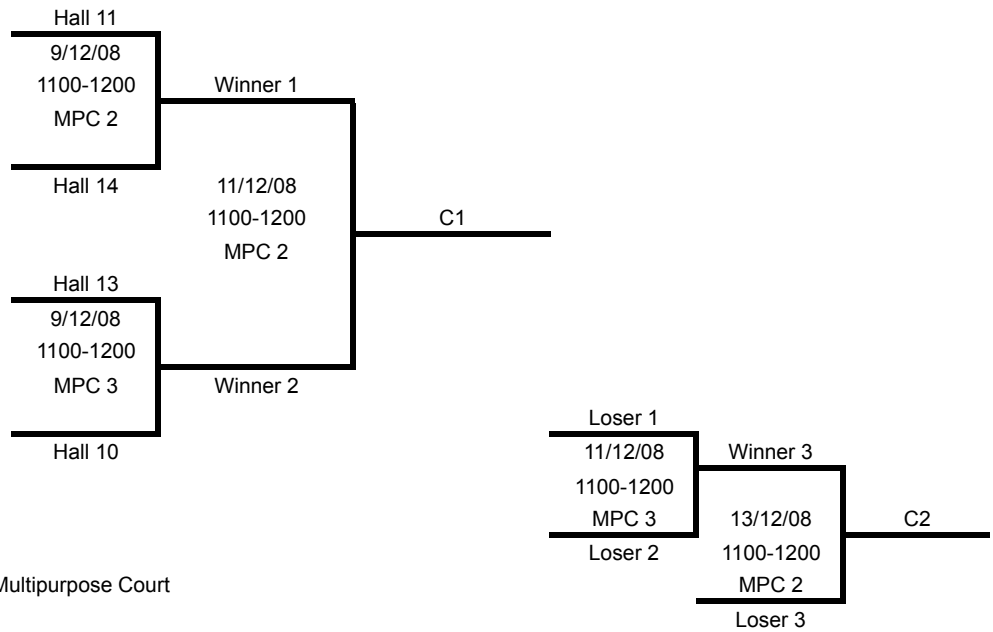 Hall 11
9/12/08
1100-1200
MPC 2
Hall 14
Winner 1
11/12/08
1100-1200
MPC 2
C1
Hall 13
9/12/08
1100-1200
MPC 3
Hall 10
Winner 2
Loser 1
11/12/08
1100-1200
MPC 3
Loser 2
Winner 3
13/12/08
1100-1200
MPC 2
Loser 3
C2
Multipurpose Court